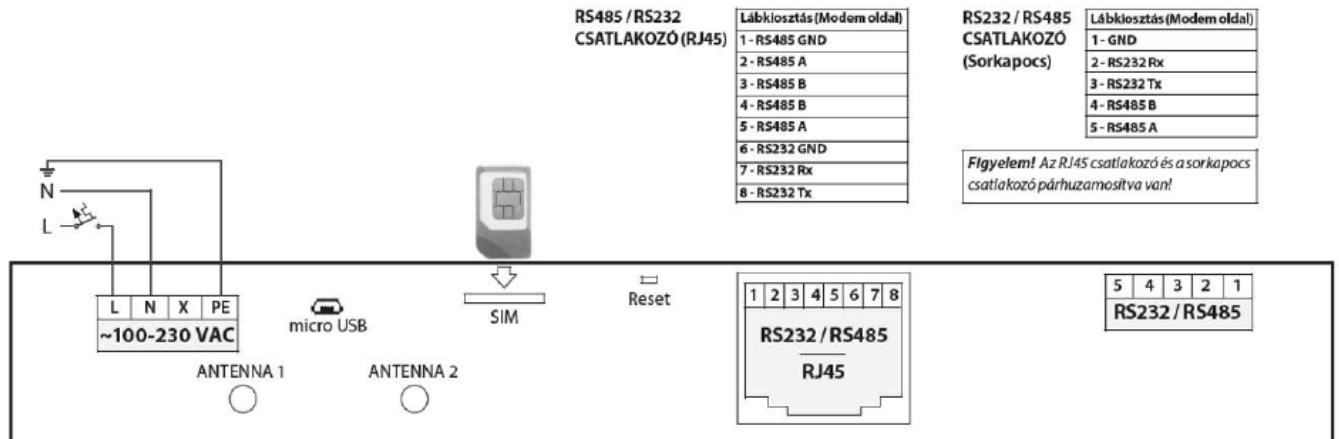 RS485 / RS232
CSATLAKOZÓ (RJ45)
Lábkiosztás (Modem oldal)
1 - RS485 GND
2 - RS485 A
3 - RS485 B
4 - RS485 B
5 - RS485 A
6 - RS232 GND
7 - RS232 Rx
8 - RS232 Tx
RS232 / RS485
CSATLAKOZÓ
(Sorkapocs)
Lábkiosztás (Modem oldal)
1 - GND
2 - RS232 Rx
3 - RS232 Tx
4 - RS485 B
5 - RS485 A
Figyelem! Az RJ45 csatlakozó és a sorkapocs
csatlakozó párhuzamosítva van!
N
L
L N X PE
~100-230 VAC
micro USB
SIM
Reset
1 2 3 4 5 6 7 8
RS232 / RS485
RJ45
5 4 3 2 1
RS232 / RS485
ANTENNA 1
ANTENNA 2